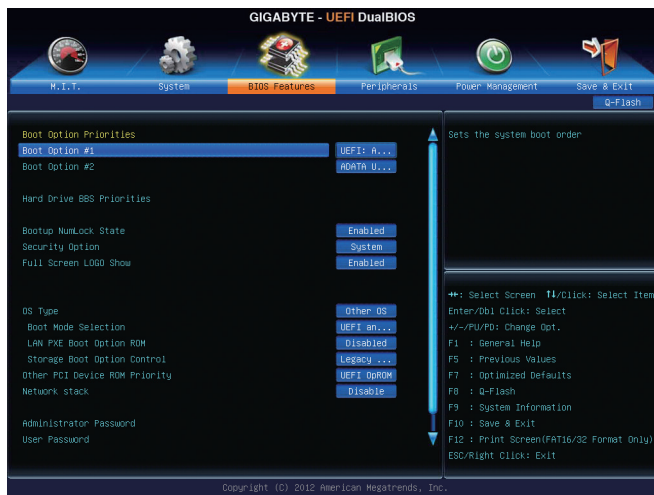 GIGABYTE - UEFI DualBIOS
M.I.T. System BIOS Features Peripherals Power Management Save & Exit
Q-Flash
Boot Option Priorities
Boot Option #1 UEFI: A...
Boot Option #2 ADATA U...
Hard Drive BBS Priorities
Bootup NumLock State Enabled
Security Option System
Full Screen LOGO Show Enabled
OS Type Other OS
Boot Mode Selection UEFI an...
LAN PXE Boot Option ROM Disabled
Storage Boot Option Control Legacy ...
Other PCI Device ROM Priority UEFI OpROM
Network stack Disable
Administrator Password
User Password
Sets the system boot order
→←: Select Screen ↑↓/Click: Select Item
Enter/Dbl Click: Select
+/-/PU/PD: Change Opt.
F1 : General Help
F5 : Previous Values
F7 : Optimized Defaults
F8 : Q-Flash
F9 : System Information
F10 : Save & Exit
F12 : Print Screen(FAT16/32 Format Only)
ESC/Right Click: Exit
Copyright (C) 2012 American Megatrends, Inc.